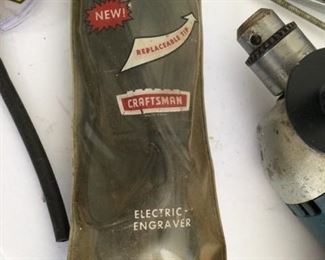 NEW!
REPLACEABLE TIP
CRAFTSMAN
ELECTRIC-
ENGRAVER